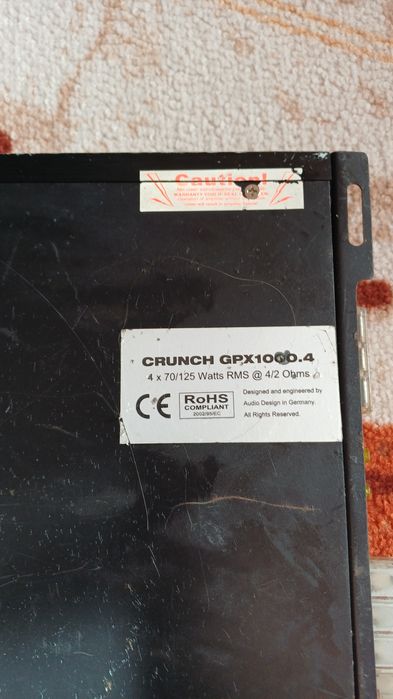 Caution!
CRUNCH GPX1000.4
4 x 70/125 Watts RMS @ 4/2 Ohms
CE
RoHS
COMPLIANT
2002/95/EC
Designed and engineered by
Audio Design in Germany.
All Rights Reserved.